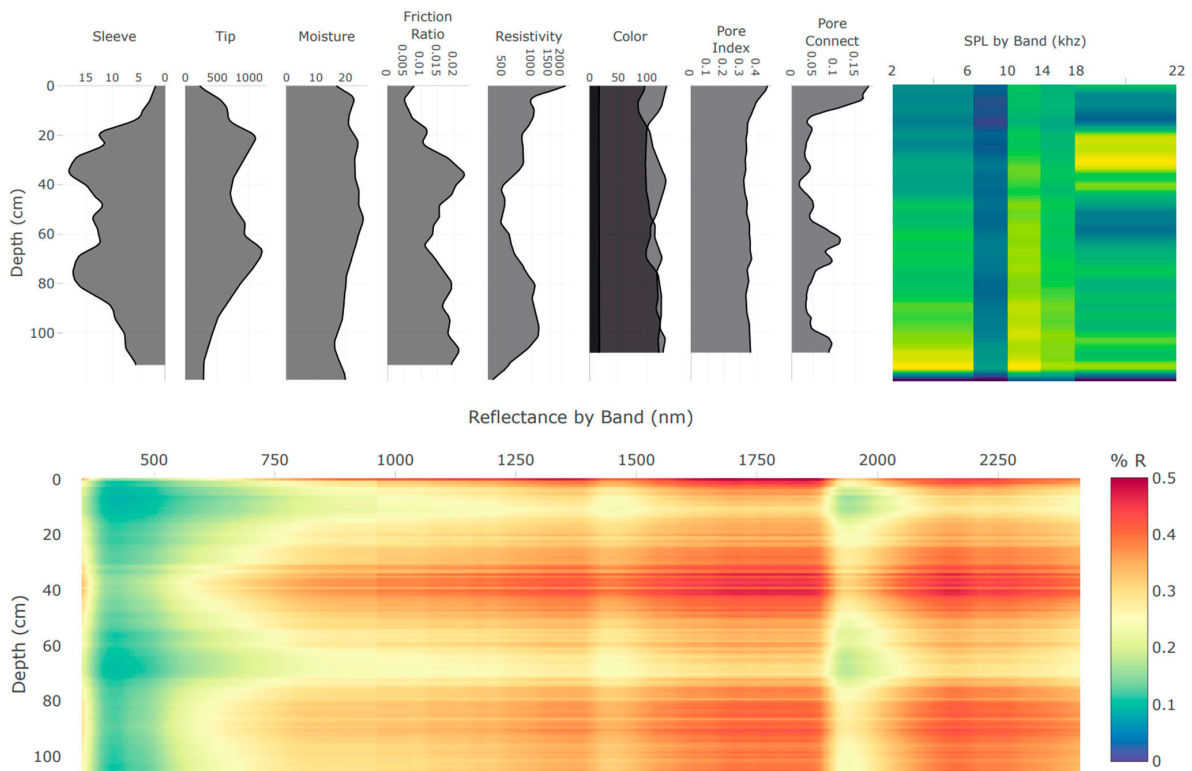 Sleeve
Tip
Moisture
Friction
Ratio
Resistivity
Color
Pore
Index
Pore
Connect
SPL by Band (khz)
15 10 5 0
0 500 1000
0 10 20
0.005 0.01 0.015 0.02
500 1000 1500 2000
0 50 100
0.1 0.2 0.3 0.4
0 0.05 0.1 0.15
2 6 10 14 18 22
Depth (cm)
0
20
40
60
80
100
Reflectance by Band (nm)
500 750 1000 1250 1500 1750 2000 2250
Depth (cm)
0
20
40
60
80
100
% R
0.5
0.4
0.3
0.2
0.1
0